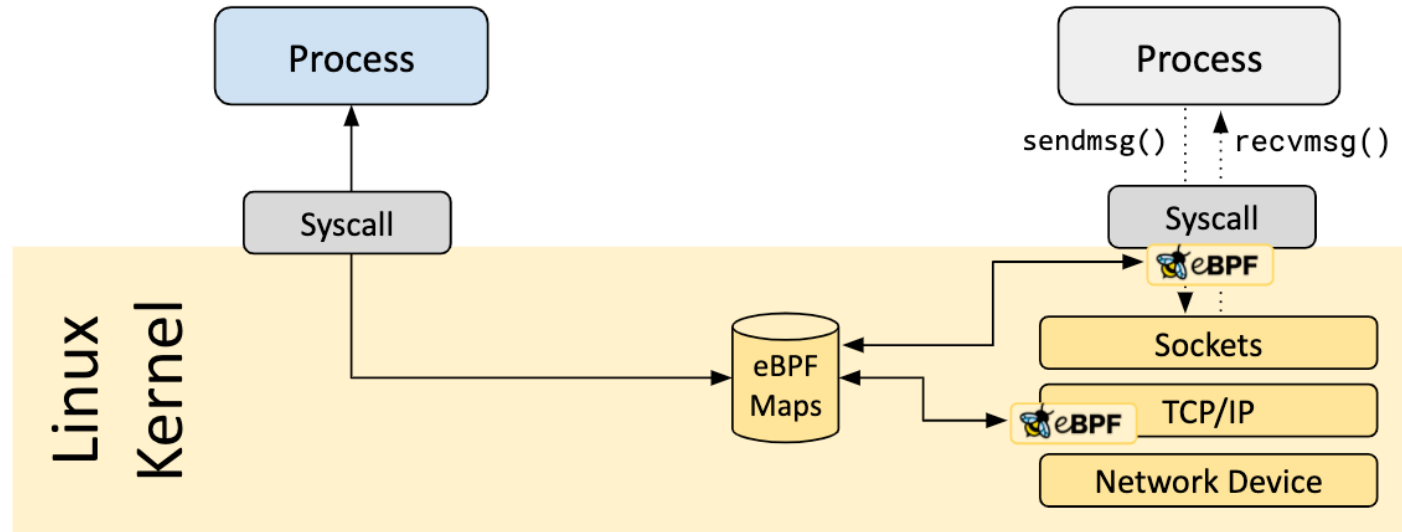 Process
Process
sendmsg()
recvmsg()
Syscall
Syscall
eBPF
Linux
Kernel
eBPF
Maps
Sockets
TCP/IP
eBPF
Network Device